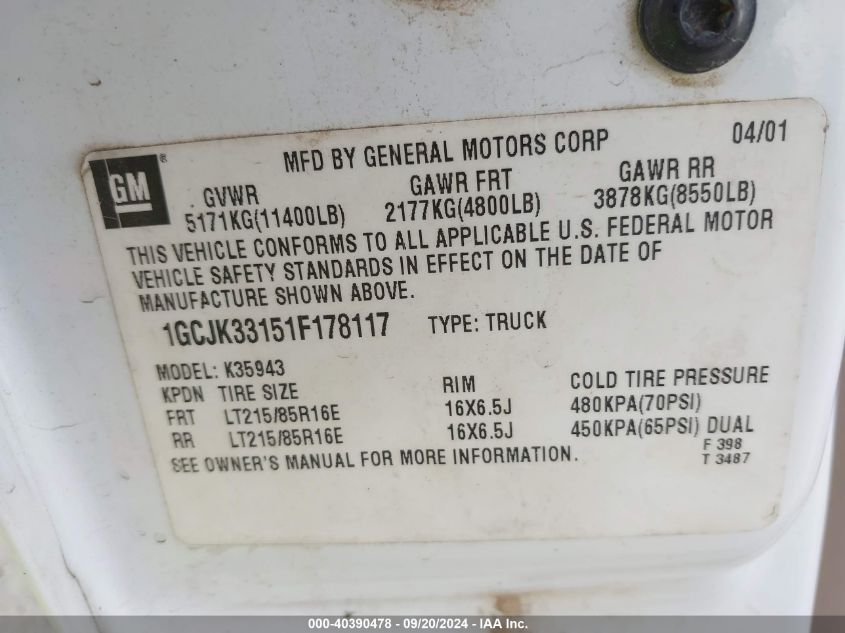 GM®
MFD BY GENERAL MOTORS CORP 04/01
GVWR GAWR FRT GAWR RR
5171KG(11400LB) 2177KG(4800LB) 3878KG(8550LB)
THIS VEHICLE CONFORMS TO ALL APPLICABLE U.S. FEDERAL MOTOR
VEHICLE SAFETY STANDARDS IN EFFECT ON THE DATE OF
MANUFACTURE SHOWN ABOVE.
1GCJK33151F178117 TYPE: TRUCK
MODEL: K35943
KPDN TIRE SIZE RIM COLD TIRE PRESSURE
FRT LT215/85R16E 16X6.5J 480KPA(70PSI)
RR LT215/85R16E 16X6.5J 450KPA(65PSI) DUAL
SEE OWNER'S MANUAL FOR MORE INFORMATION. F 398
T 3487
000-40390478 - 09/20/2024 - IAA Inc.